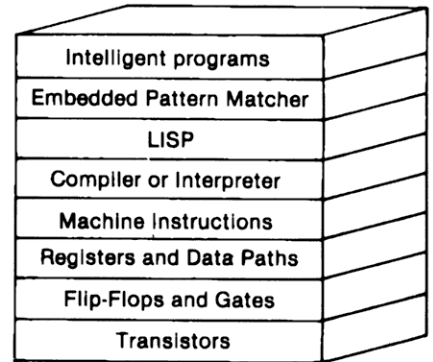 Intelligent programs
Embedded Pattern Matcher
LISP
Compiler or Interpreter
Machine Instructions
Registers and Data Paths
Flip-Flops and Gates
Transistors